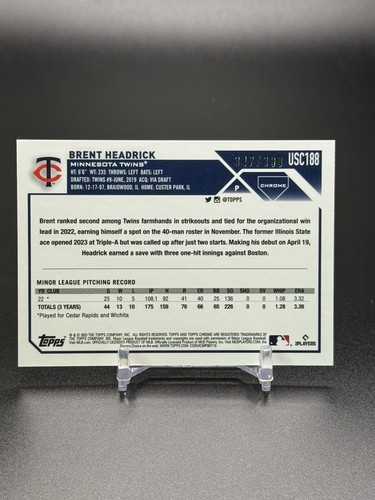 BRENT HEADRICK
MINNESOTA TWINS®
HT: 6'6" WT: 235 THROWS: LEFT BATS: LEFT
DRAFTED: TWINS #9-JUNE, 2019 ACQ: VIA DRAFT
BORN: 12-17-97, BRAIDWOOD, IL HOME: CUSTER PARK, IL
USC188
P
CHROME
@TOPPS
Brent ranked second among Twins farmhands in strikeouts and tied for the organizational win
lead in 2022, earning himself a spot on the 40-man roster in November. The former Illinois State
ace opened 2023 at Triple-A but was called up after just two starts. Making his debut on April 19,
Headrick earned a save with three one-hit innings against Boston.
MINOR LEAGUE PITCHING RECORD
YR CLUB G W L IP H R ER BB SO SV WHIP ERA
22 * 25 10 5 108.1 92 41 40 25 136 0 0 1.08 3.32
TOTALS (3 YEARS) 44 13 10 175 159 76 66 65 226 0 0 1.28 3.39
*Played for Cedar Rapids and Wichita
Topps
MLB PLAYERS